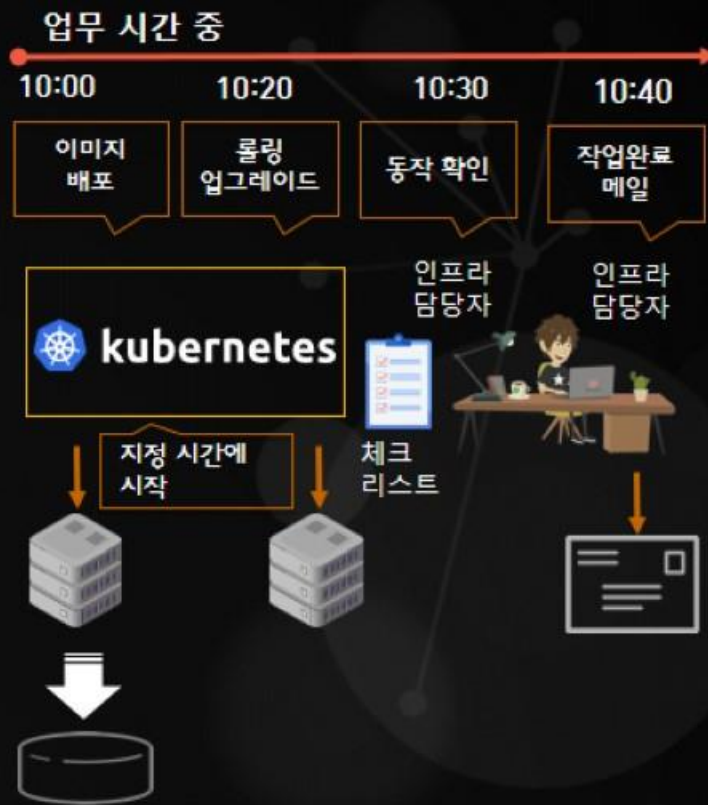 업무 시간 중
10:00
10:20
10:30
10:40
이미지
배포
롤링
업그레이드
동작 확인
작업완료
메일
인프라
담당자
인프라
담당자
kubernetes
지정 시간에
시작
체크
리스트